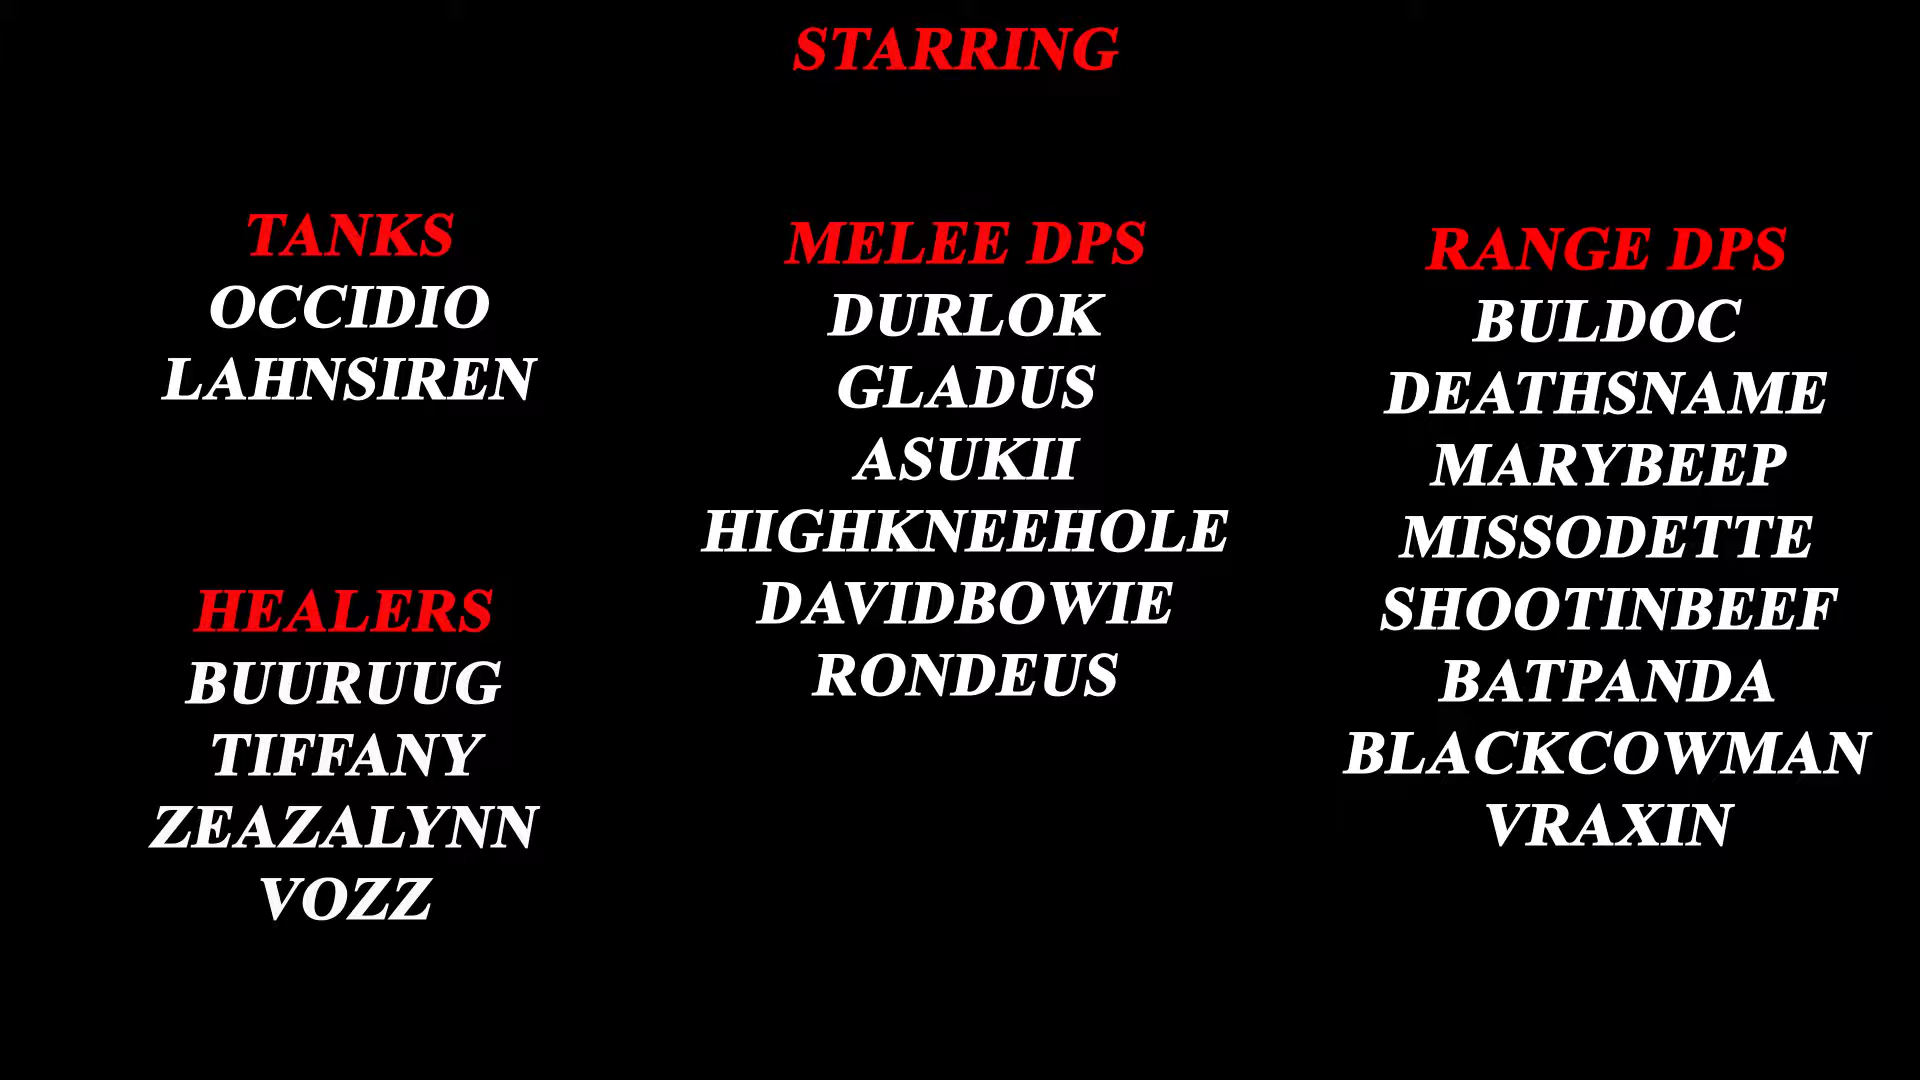 STARRING
TANKS
OCCIDIO
LAHNSIREN
HEALERS
BUURUUG
TIFFANY
ZEAZALYNN
VOZZ
MELEE DPS
DURLOK
GLADUS
ASUKII
HIGHKNEEHOLE
DAVIDBOWIE
RONDEUS
RANGE DPS
BULDOC
DEATHSNAME
MARYBEEP
MISSODETTE
SHOOTINBEEF
BATPANDA
BLACKCOWMAN
VRAXIN